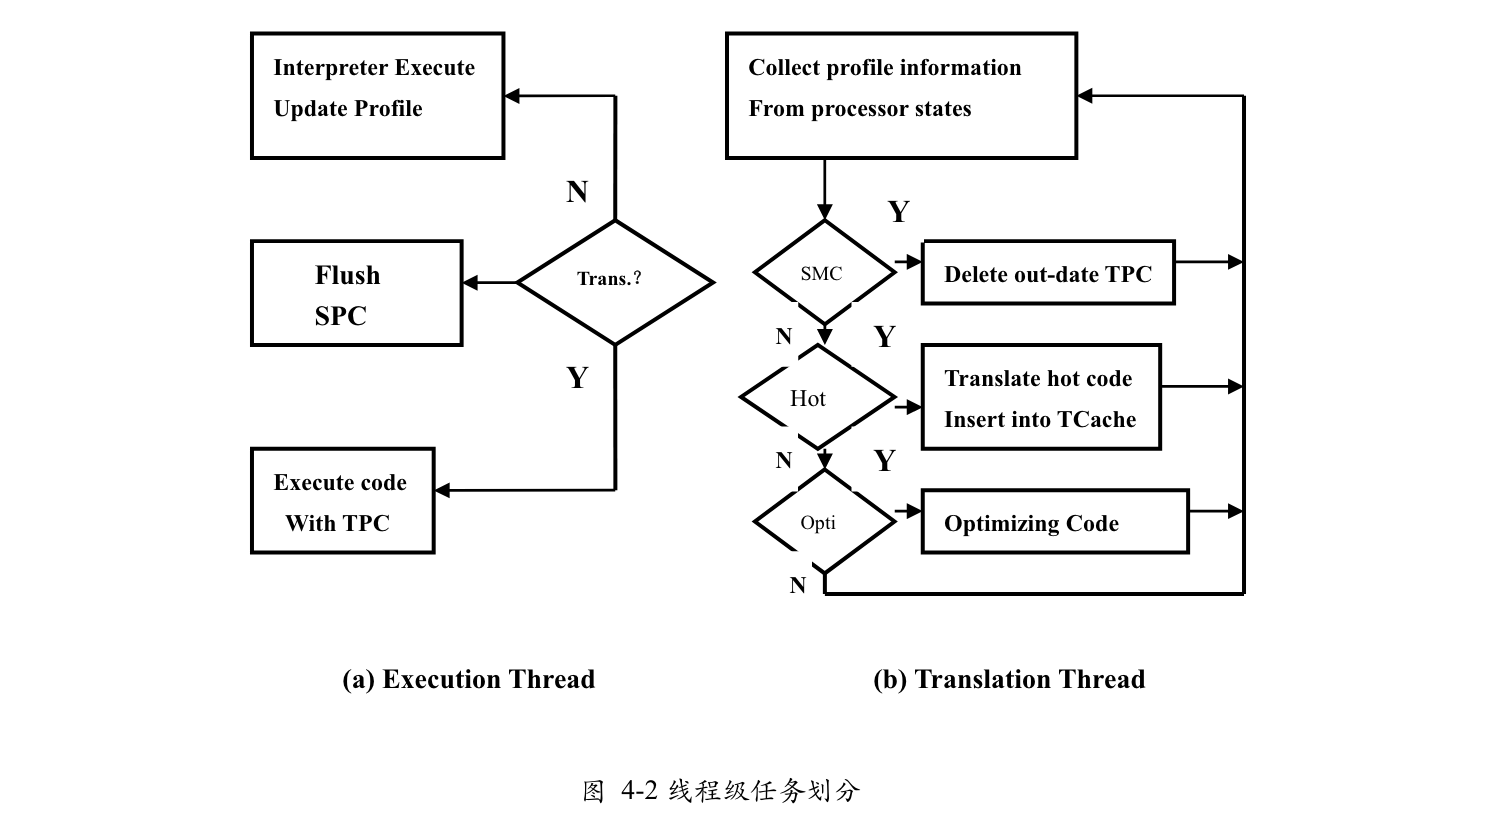 Interpreter Execute
Update Profile
N
Trans.?
Flush
SPC
Y
Execute code
With TPC
Collect profile information
From processor states
Y
SMC
Delete out-date TPC
N
Y
Hot
Translate hot code
Insert into TCache
N
Y
Opti
Optimizing Code
N
(a) Execution Thread
(b) Translation Thread
图 4-2 线程级任务划分